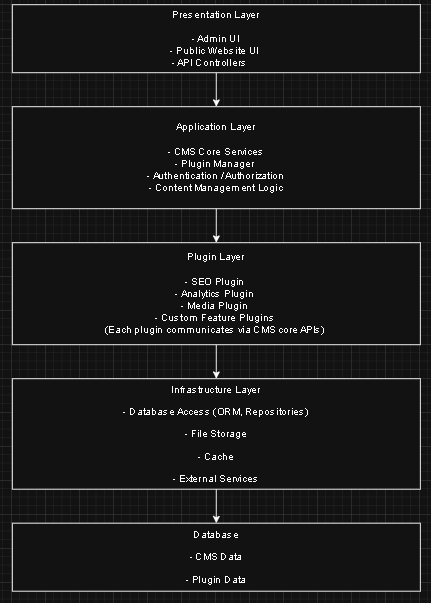 Presentation Layer
- Admin UI
- Public Website UI
- API Controllers
Application Layer
- CMS Core Services
- Plugin Manager
- Authentication / Authorization
- Content Management Logic
Plugin Layer
- SEO Plugin
- Analytics Plugin
- Media Plugin
- Custom Feature Plugins
(Each plugin communicates via CMS core APIs)
Infrastructure Layer
- Database Access (ORM, Repositories)
- File Storage
- Cache
- External Services
Database
- CMS Data
- Plugin Data